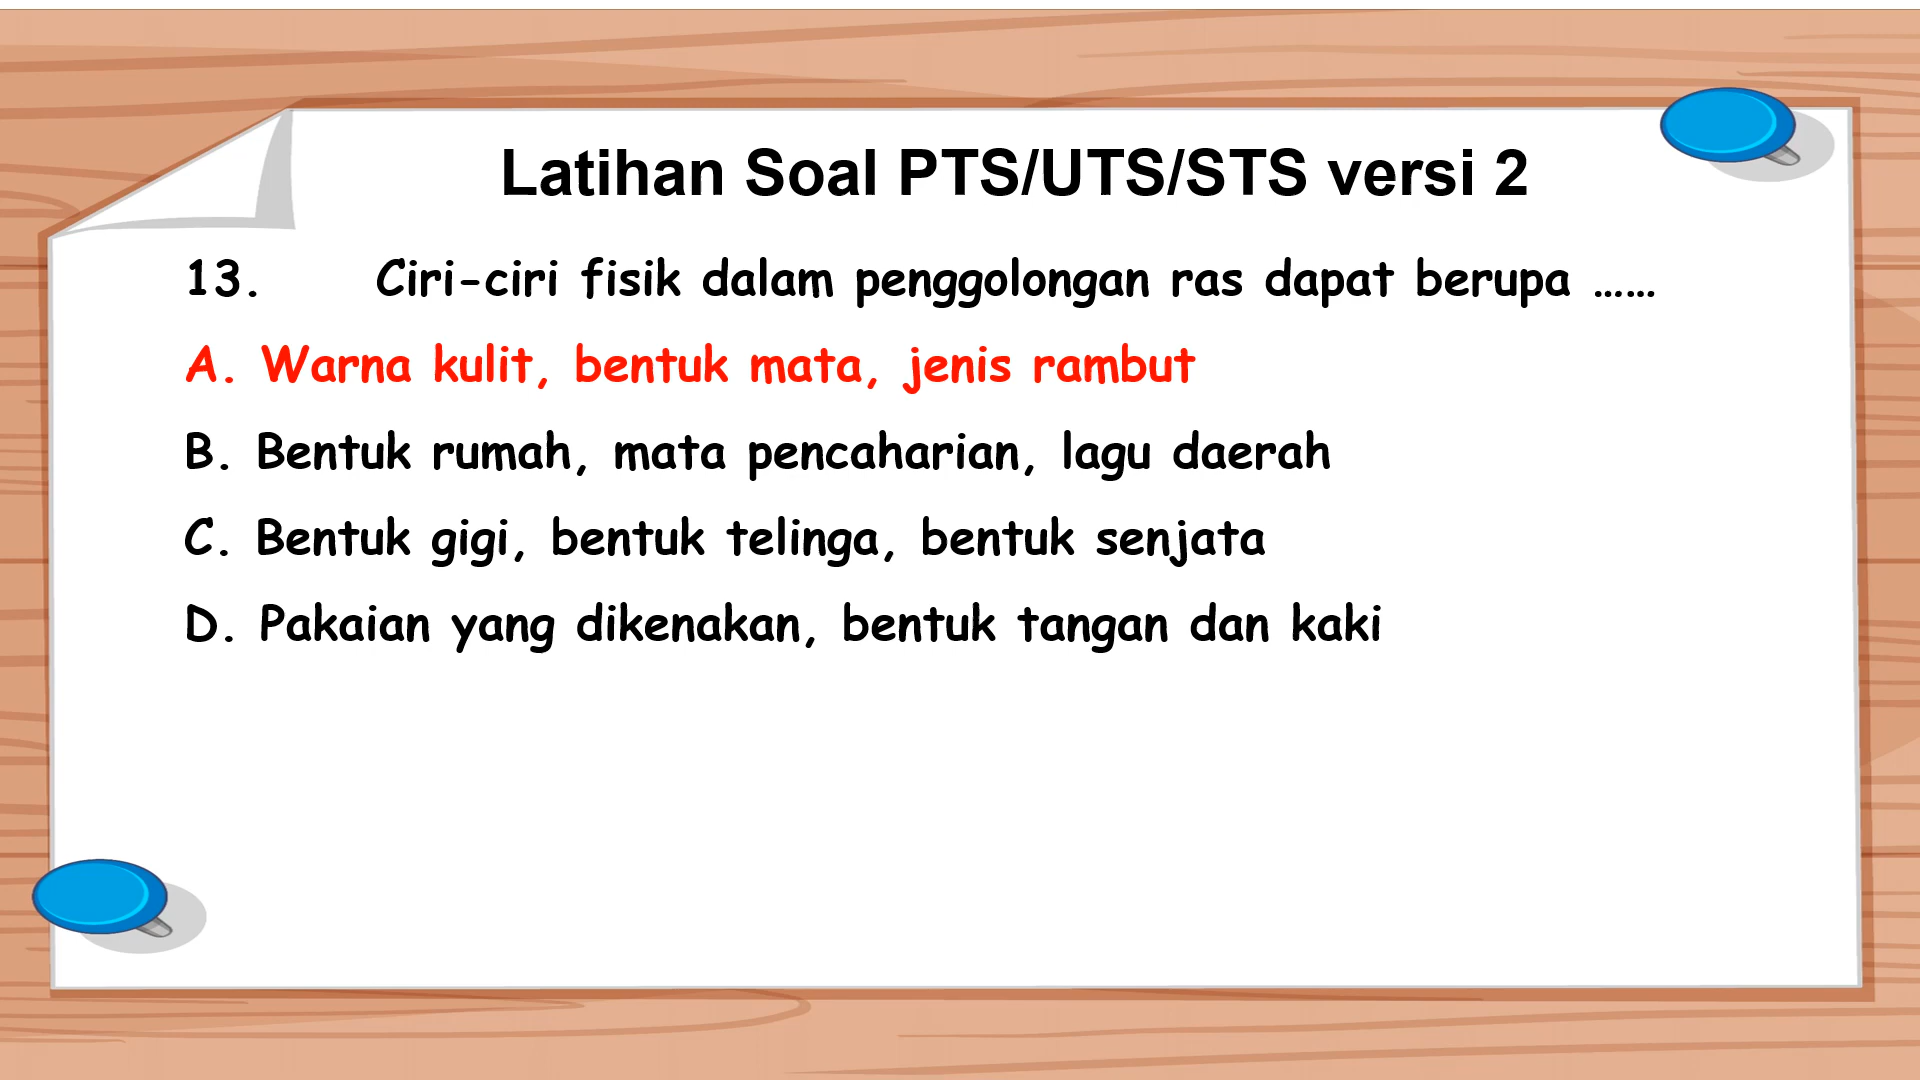 Latihan Soal PTS/UTS/STS versi 2
13. Ciri-ciri fisik dalam penggolongan ras dapat berupa ……
A. Warna kulit, bentuk mata, jenis rambut
B. Bentuk rumah, mata pencaharian, lagu daerah
C. Bentuk gigi, bentuk telinga, bentuk senjata
D. Pakaian yang dikenakan, bentuk tangan dan kaki